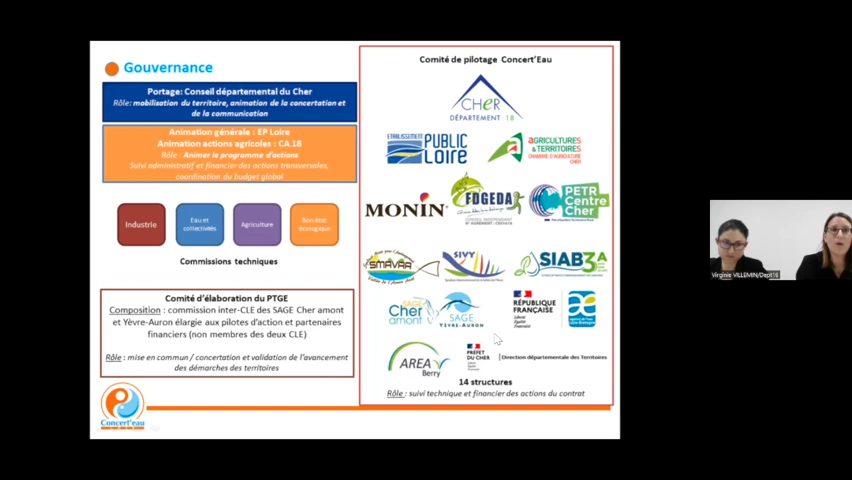 Gouvernance
Portage: Conseil départemental du Cher
Rôle: mobilisation du territoire, animation de la concertation et
de la communication
Animation générale : EP Loire
Animation actions agricoles : CA 18
Rôle : Animer le programme d'actions
Suivi administratif et financier des actions transversales,
coordination du budget global
Industrie
Eau et
collectivités
Agriculture
Bon état
écologique
Commissions techniques
Comité d'élaboration du PTGE
Composition : commission inter-CLE des SAGE Cher amont
et Yèvre-Auron élargie aux pilotes d'action et partenaires
financiers (non membres des deux CLE)
Rôle : mise en commun / concertation et validation de l'avancement
des démarches des territoires
Concert'eau
Comité de pilotage Concert'Eau
CHER
DÉPARTEMENT 18
ETABLISSEMENT
PUBLIC
LOIRE
AGRICULTURES
& TERRITOIRES
CHAMBRE D'AGRICULTURE
CHER
MONIN
FDGEDA
PETR
Centre
Cher
SMAVAA
SIVY
SIAB3A
SAGE
Cher
amont
SAGE
YÈVRE-AURON
RÉPUBLIQUE
FRANÇAISE
Liberté
Égalité
Fraternité
AREA
Berry
PRÉFET
DU CHER
Direction départementale des Territoires
14 structures
Rôle : suivi technique et financier des actions du contrat
Virginie VILLEMIN/Dept18